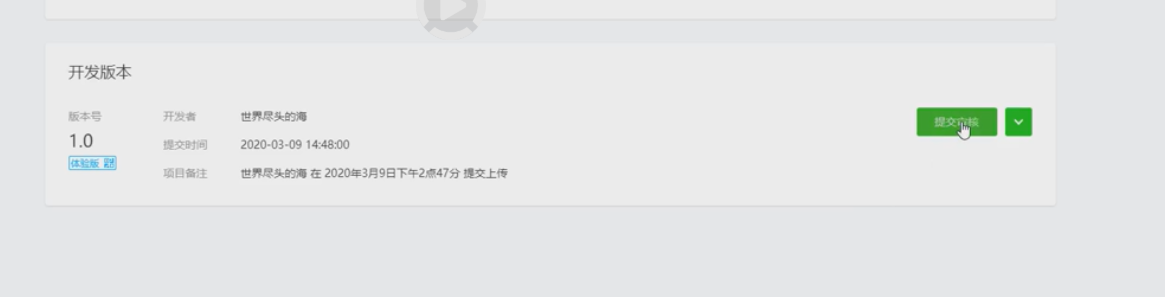 开发版本
版本号
开发者
世界尽头的海
提交审核
1.0
提交时间
2020-03-09 14:48:00
体验版
项目备注
世界尽头的海 在 2020年3月9日下午2点47分 提交上传